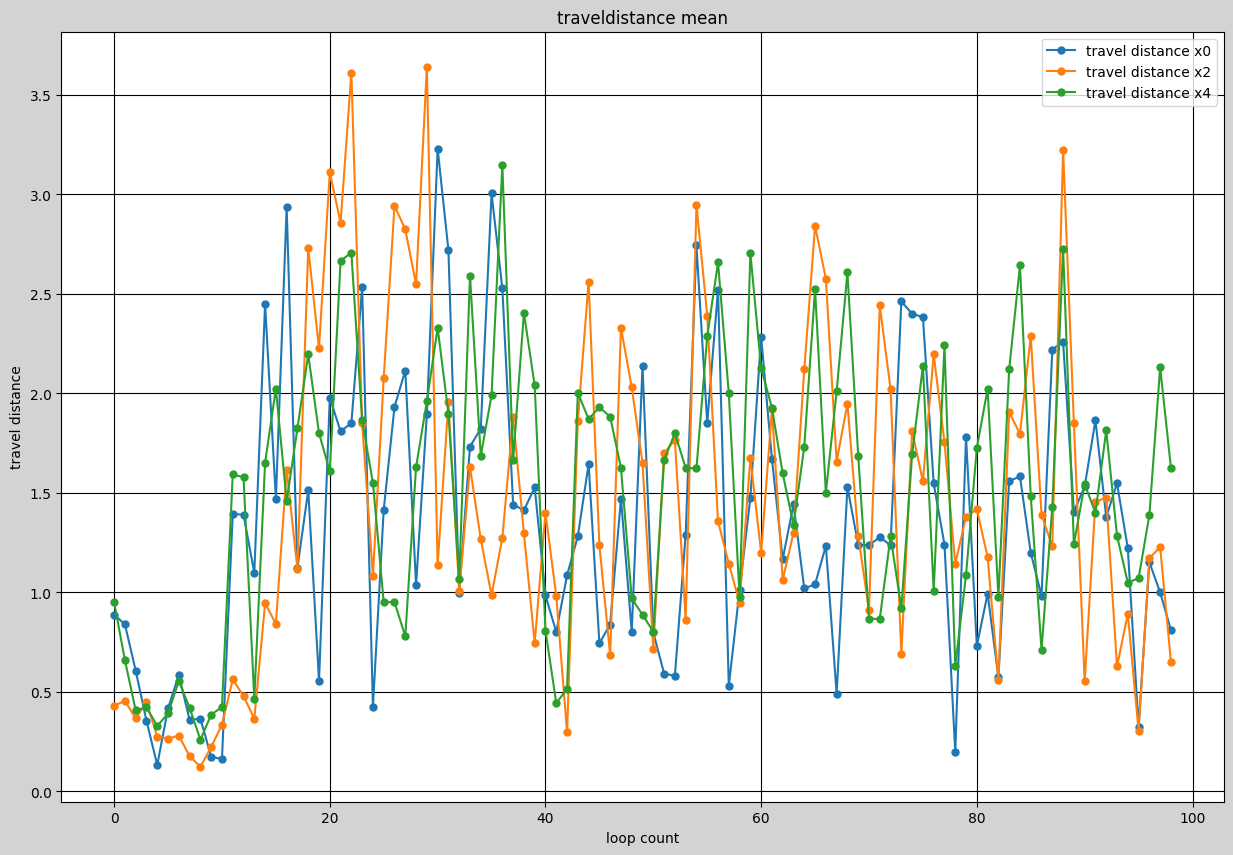 traveldistance mean
travel distance x0
travel distance x2
travel distance x4
3.5
3.0
2.5
2.0
1.5
1.0
0.5
0.0
travel distance
0 20 40 60 80 100
loop count